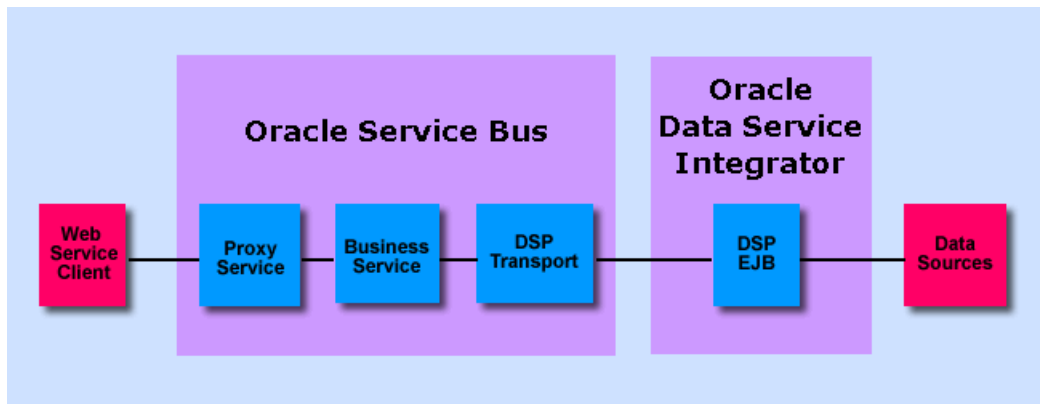 Oracle Service Bus
Oracle
Data Service
Integrator
Web
Service
Client
Proxy
Service
Business
Service
DSP
Transport
DSP
EJB
Data
Sources